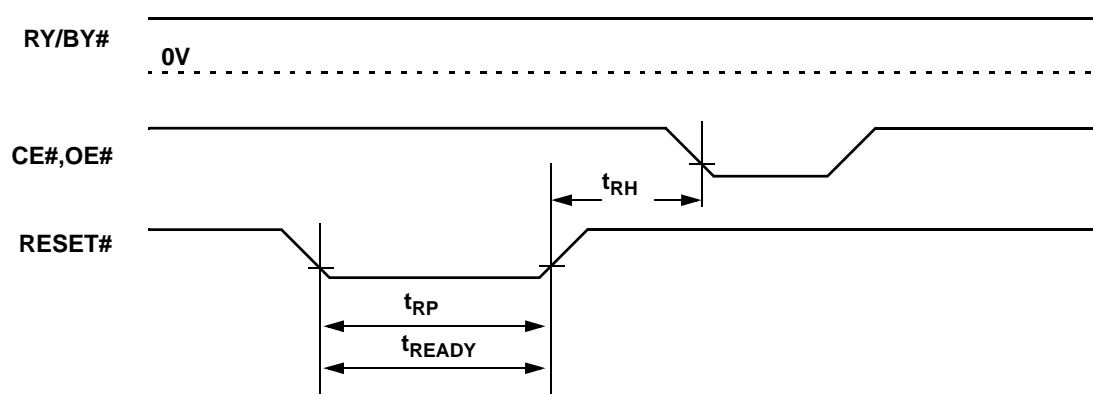 RY/BY#
0V
CE#,OE#
tRH
RESET#
tRP
tREADY